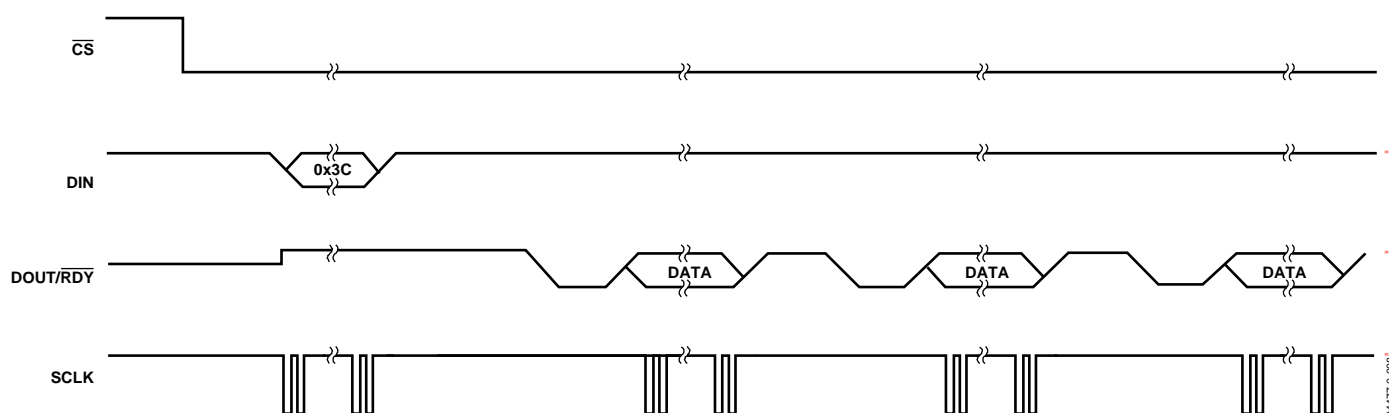 CS
DIN
0x3C
DOUT/RDY
DATA
DATA
DATA
SCLK